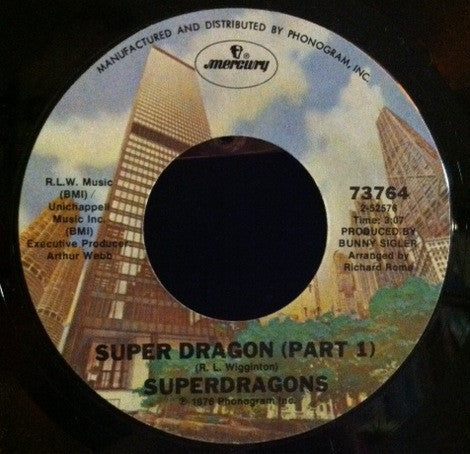 MANUFACTURED AND DISTRIBUTED BY PHONOGRAM, INC.
mercury
R.L.W. Music
(BMI) /
Unichappell
Music Inc.
(BMI)
Executive Producer:
Arthur Webb
73764
2-52576
Time: 3:07
PRODUCED BY
BUNNY SIGLER
Arranged by
Richard Rome
SUPER DRAGON (PART 1)
(R. L. Wigginton)
SUPERDRAGONS
℗ 1976 Phonogram Inc.